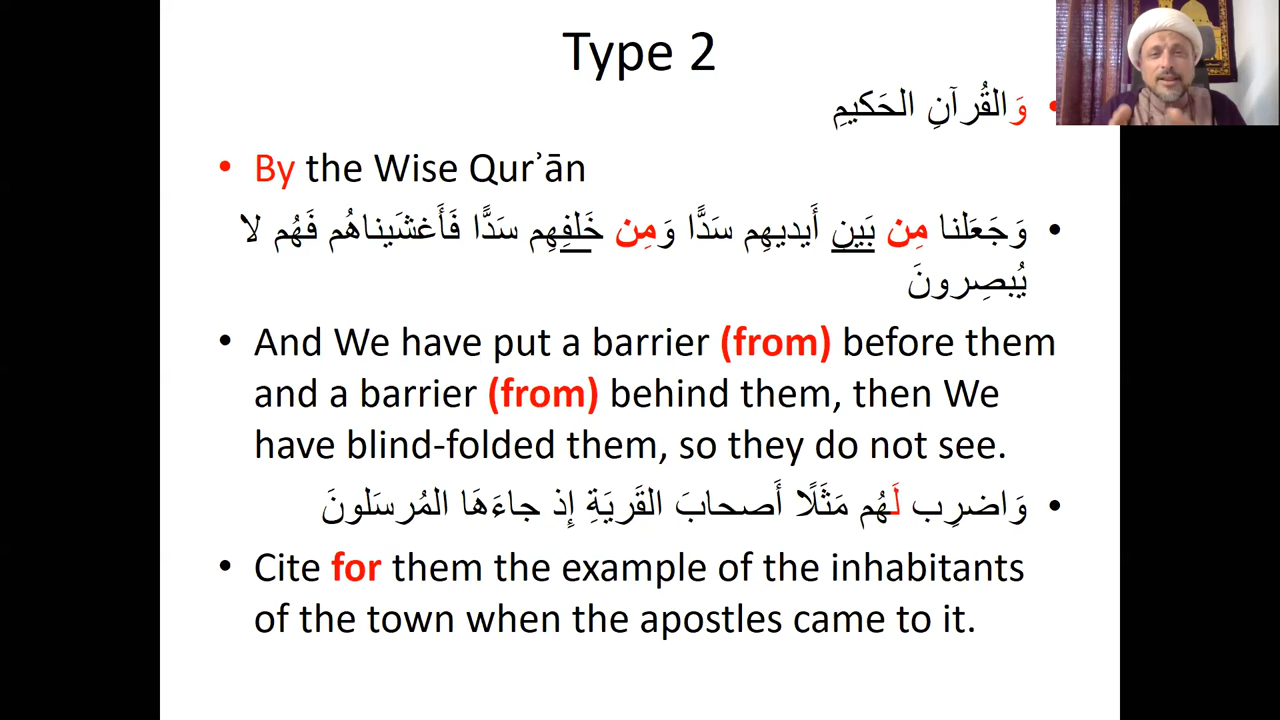 Type 2
• وَالقُرآنِ الحَكيمِ
• By the Wise Qurʾān
• وَجَعَلنا مِن بَينِ أَيديهِم سَدًّا وَمِن خَلفِهِم سَدًّا فَأَغشَيناهُم فَهُم لا
يُبصِرونَ
• And We have put a barrier (from) before them
and a barrier (from) behind them, then We
have blind-folded them, so they do not see.
• وَاضرِب لَهُم مَثَلًا أَصحابَ القَريَةِ إِذ جاءَهَا المُرسَلونَ
• Cite for them the example of the inhabitants
of the town when the apostles came to it.